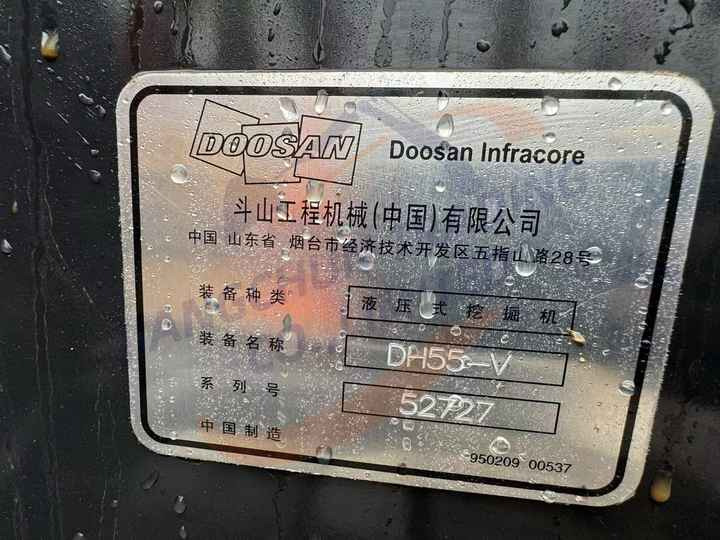 DOOSAN
Doosan Infracore
斗山工程机械(中国)有限公司
中国 山东省 烟台市经济技术开发区五指山路28号
装备种类 液压式挖掘机
装备名称 DH55-V
系列号 52727
中国制造
950209 00537